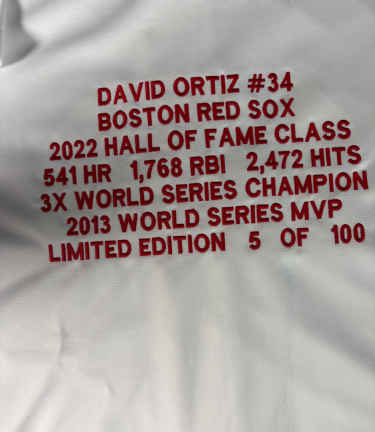 DAVID ORTIZ #34
BOSTON RED SOX
2022 HALL OF FAME CLASS
541 HR 1,768 RBI 2,472 HITS
3X WORLD SERIES CHAMPION
2013 WORLD SERIES MVP
LIMITED EDITION 5 OF 100